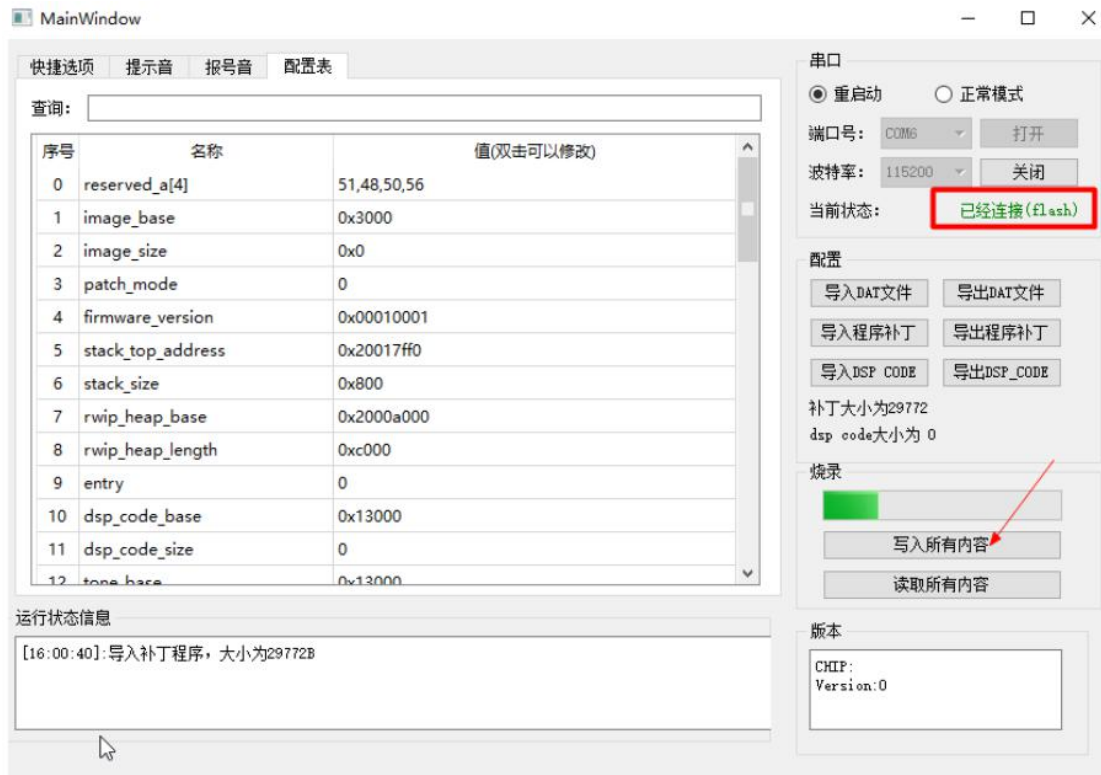 MainWindow
快捷选项 提示音 报号音 配置表
查询:
序号 名称 值(双击可以修改)
0 reserved_a[4] 51,48,50,56
1 image_base 0x3000
2 image_size 0x0
3 patch_mode 0
4 firmware_version 0x00010001
5 stack_top_address 0x20017ff0
6 stack_size 0x800
7 rwip_heap_base 0x2000a000
8 rwip_heap_length 0xc000
9 entry 0
10 dsp_code_base 0x13000
11 dsp_code_size 0
12 tone_base 0x13000
运行状态信息
[16:00:40]:导入补丁程序，大小为29772B
串口
重启动 正常模式
端口号: COM6 打开
波特率: 115200 关闭
当前状态: 已经连接(flash)
配置
导入DAT文件 导出DAT文件
导入程序补丁 导出程序补丁
导入DSP CODE 导出DSP_CODE
补丁大小为29772
dsp code大小为 0
烧录
写入所有内容
读取所有内容
版本
CHIP:
Version:0